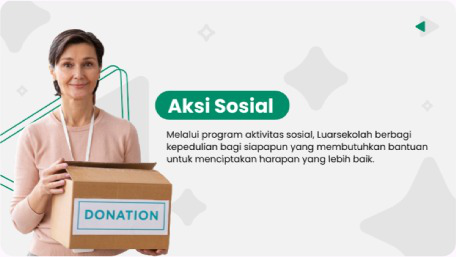 Aksi Sosial
Melalui program aktivitas sosial, Luarsekolah berbagi
kepedulian bagi siapapun yang membutuhkan bantuan
untuk menciptakan harapan yang lebih baik.
DONATION